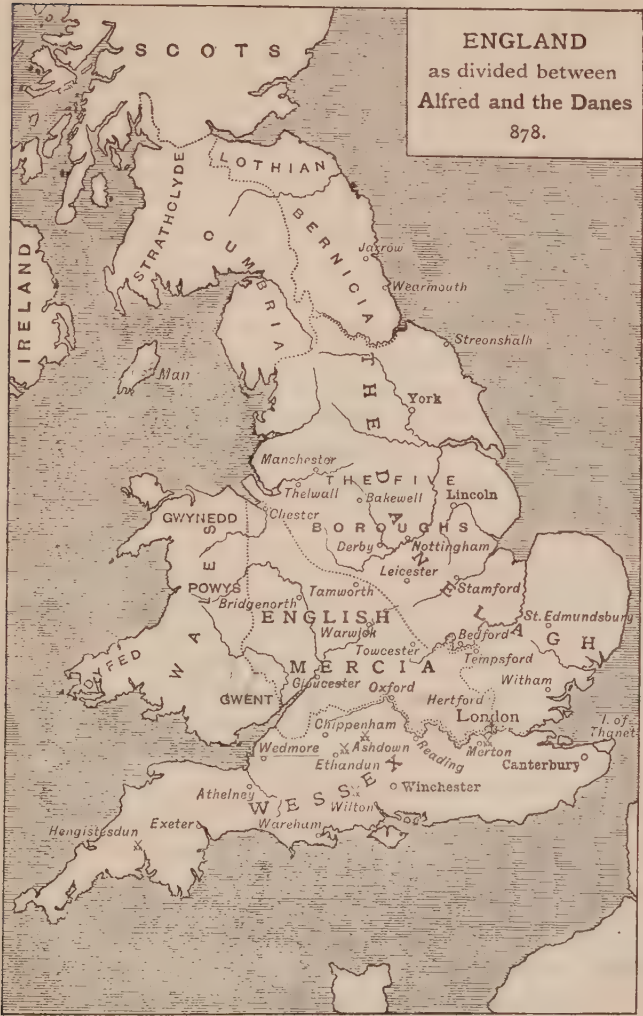 ENGLAND
as divided between
Alfred and the Danes
878.
SCOTS
LOTHIAN
STRATHCLYDE
CUMBRIA
BERNICIA
IRELAND
Jarrow
Wearmouth
Streonshalh
Man
THE DANELAGH
York
Manchester
THE FIVE
Thelwall
Bakewell
Lincoln
Chester
GWYNEDD
BOROUGHS
Derby
Nottingham
WALES
Leicester
POWYS
Tamworth
Stamford
Bridgenorth
ENGLISH
St. Edmundsbury
Warwick
Bedford
Towcester
Tempsford
DYFED
MERCIA
Gloucester
Witham
GWENT
Oxford
Hertford
London
I. of
Thanet
Chippenham
Wedmore
Ashdown
Reading
Merton
Ethandun
Canterbury
Athelney
WESSEX
Winchester
Wilton
Hengistesdun
Exeter
Wareham